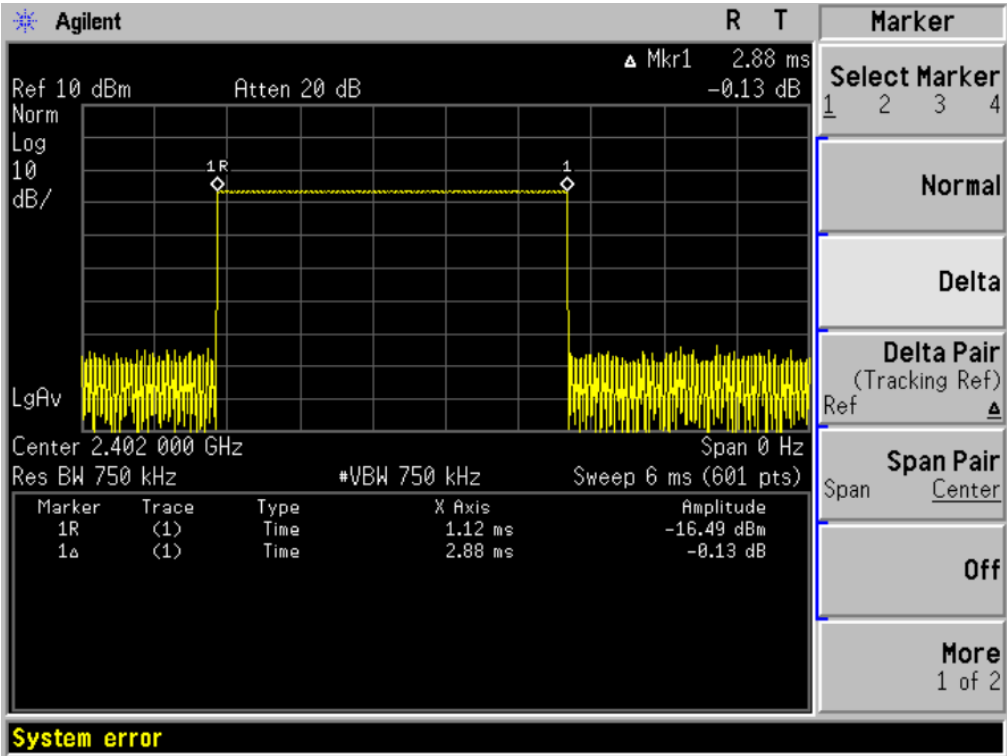 Agilent R T
Marker
Δ Mkr1 2.88 ms
Ref 10 dBm Atten 20 dB -0.13 dB
Norm
Log
10
dB/
1R
1
LgAv
Center 2.402 000 GHz Span 0 Hz
Res BW 750 kHz #VBW 750 kHz Sweep 6 ms (601 pts)
Marker Trace Type X Axis Amplitude
1R (1) Time 1.12 ms -16.49 dBm
1Δ (1) Time 2.88 ms -0.13 dB
System error
Select Marker
1 2 3 4
Normal
Delta
Delta Pair
(Tracking Ref)
Ref Δ
Span Pair
Span Center
Off
More
1 of 2